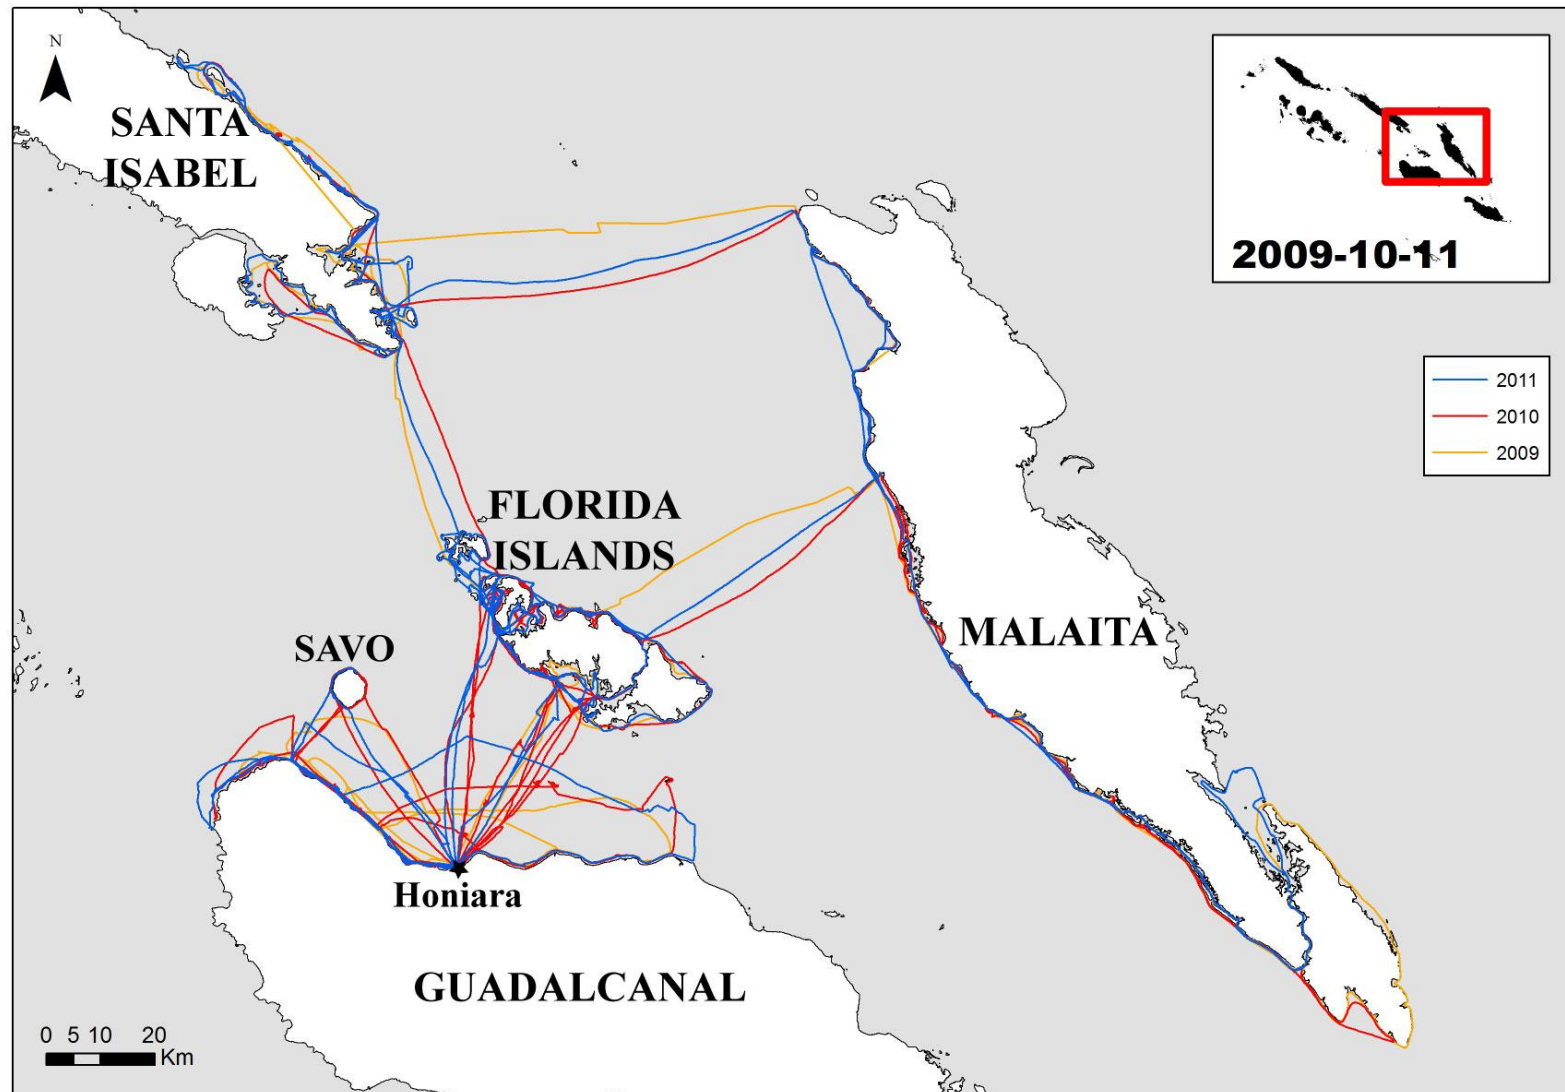 N
SANTA
ISABEL
2009-10-11
2011
2010
2009
FLORIDA
ISLANDS
SAVO
MALAITA
Honiara
GUADALCANAL
0 5 10 20
Km